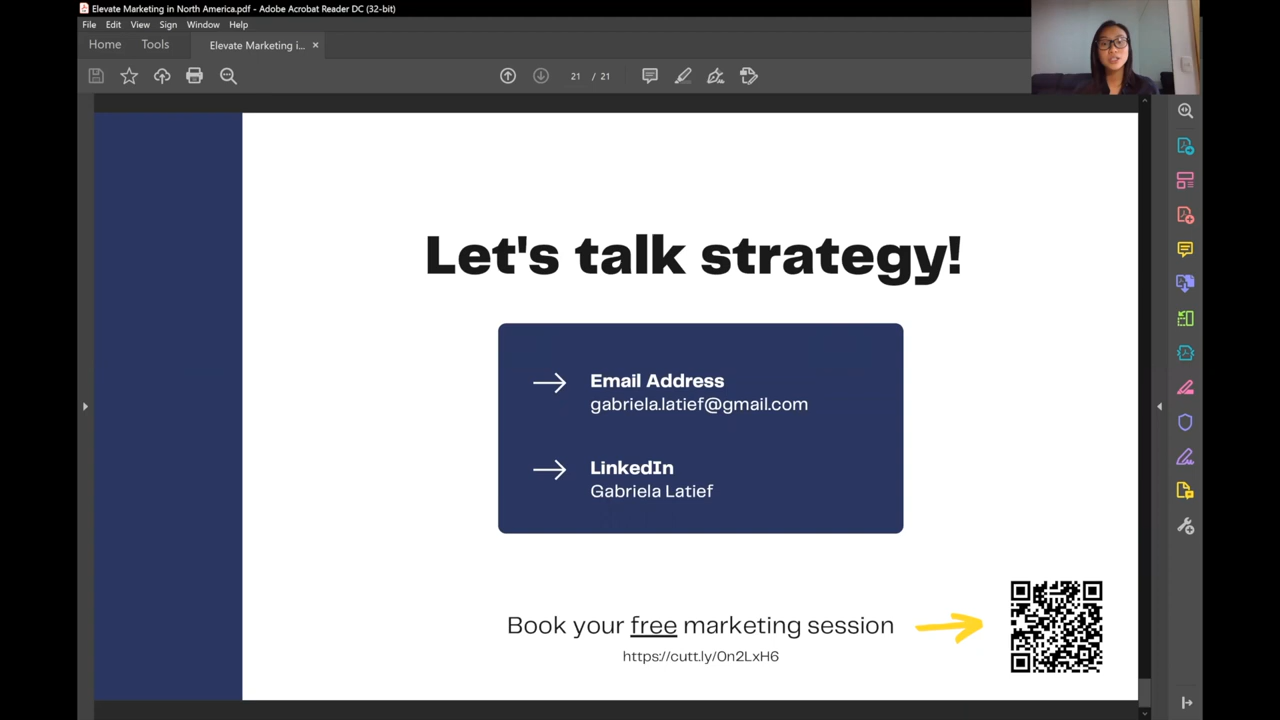 Elevate Marketing in North America.pdf - Adobe Acrobat Reader DC (32-bit)
File Edit View Sign Window Help
Home Tools Elevate Marketing i... ×
21 / 21
Let's talk strategy!
Email Address
gabriela.latief@gmail.com
LinkedIn
Gabriela Latief
Book your free marketing session
https://cutt.ly/0n2LxH6